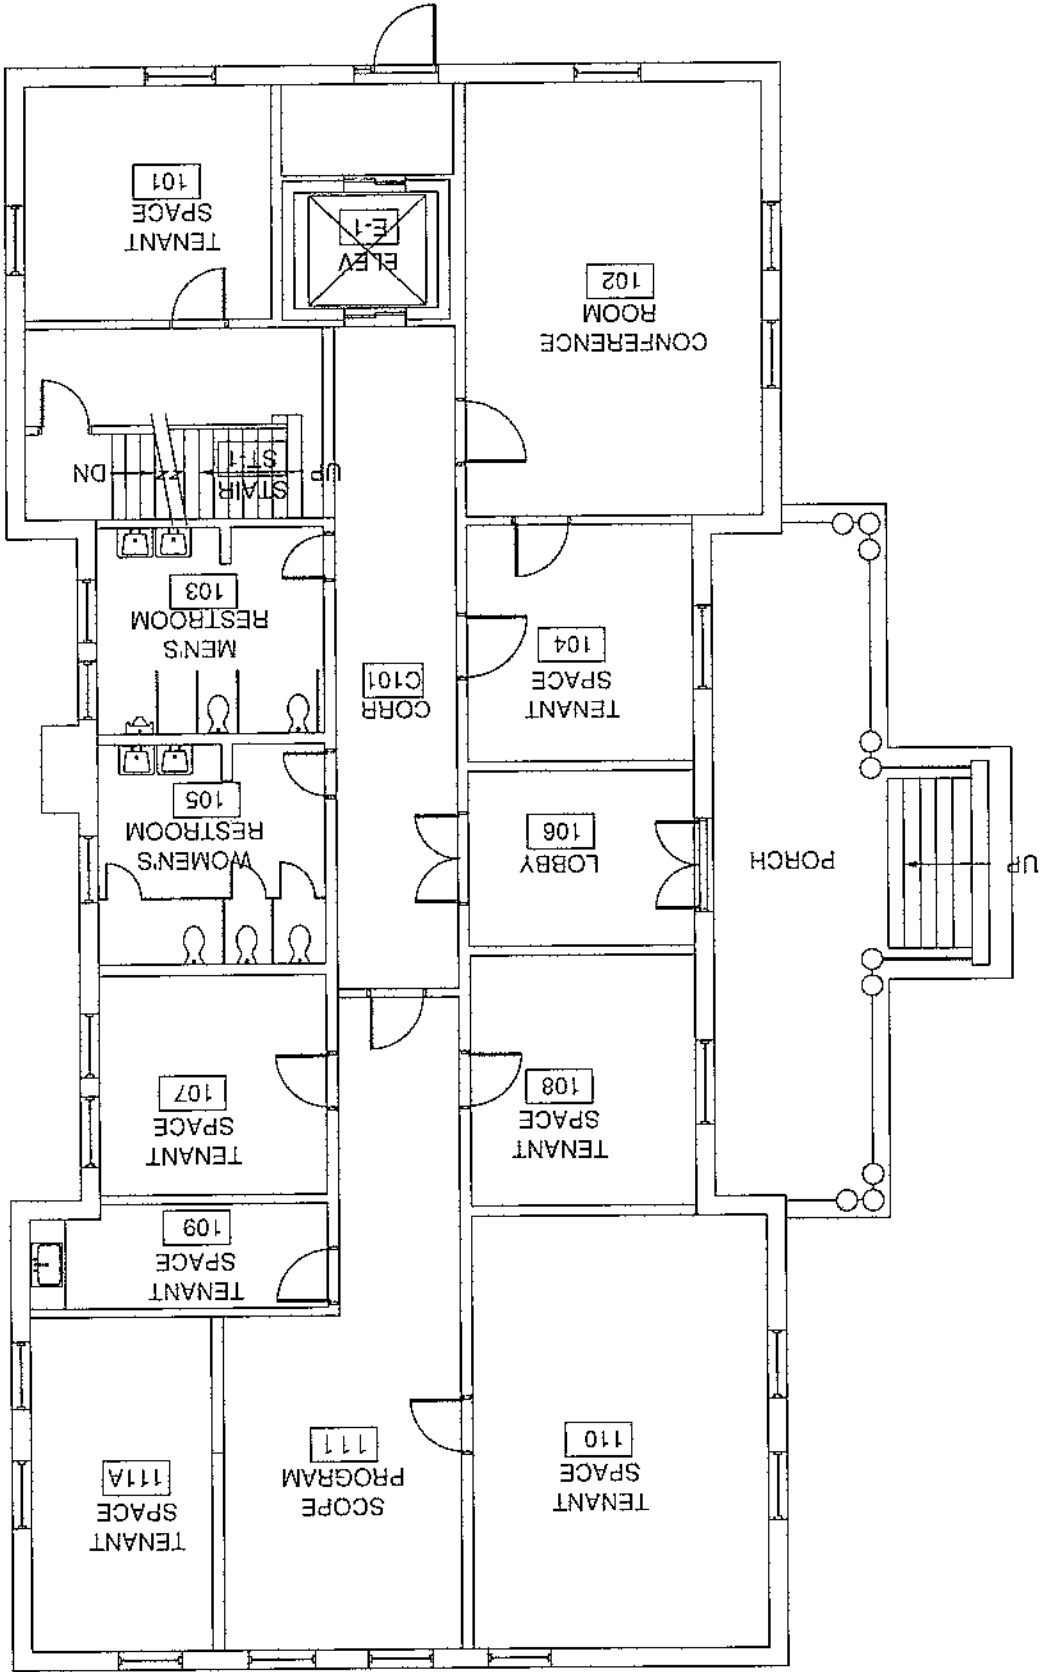 TENANT
SPACE
110
SCOPE
PROGRAM
111
TENANT
SPACE
111A
TENANT
SPACE
109
TENANT
SPACE
108
TENANT
SPACE
107
UP
PORCH
LOBBY
106
WOMEN'S
RESTROOM
105
TENANT
SPACE
104
CORR
C101
MEN'S
RESTROOM
103
UP
STAIR
ST-1
DN
CONFERENCE
ROOM
102
ELEV
E-1
TENANT
SPACE
101